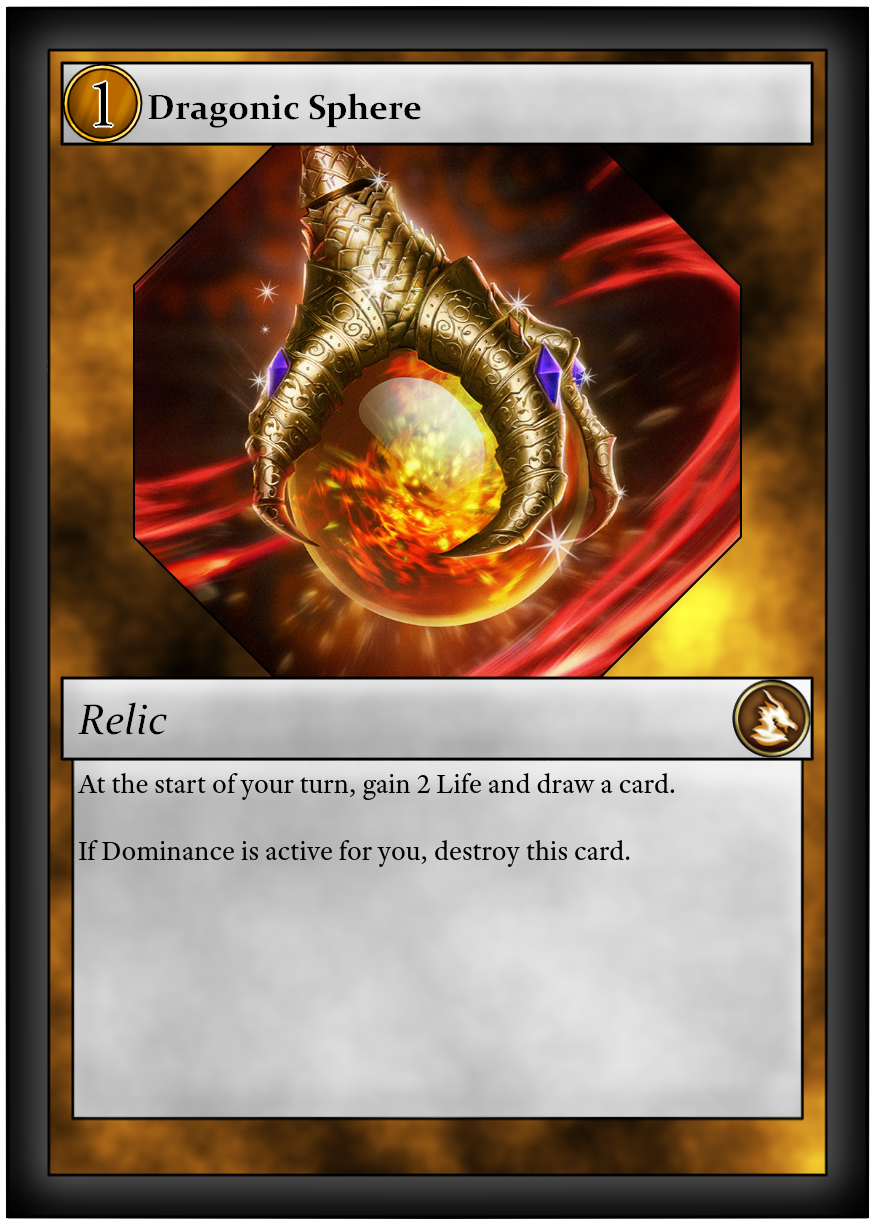 1
Dragonic Sphere
Relic
At the start of your turn, gain 2 Life and draw a card.
If Dominance is active for you, destroy this card.